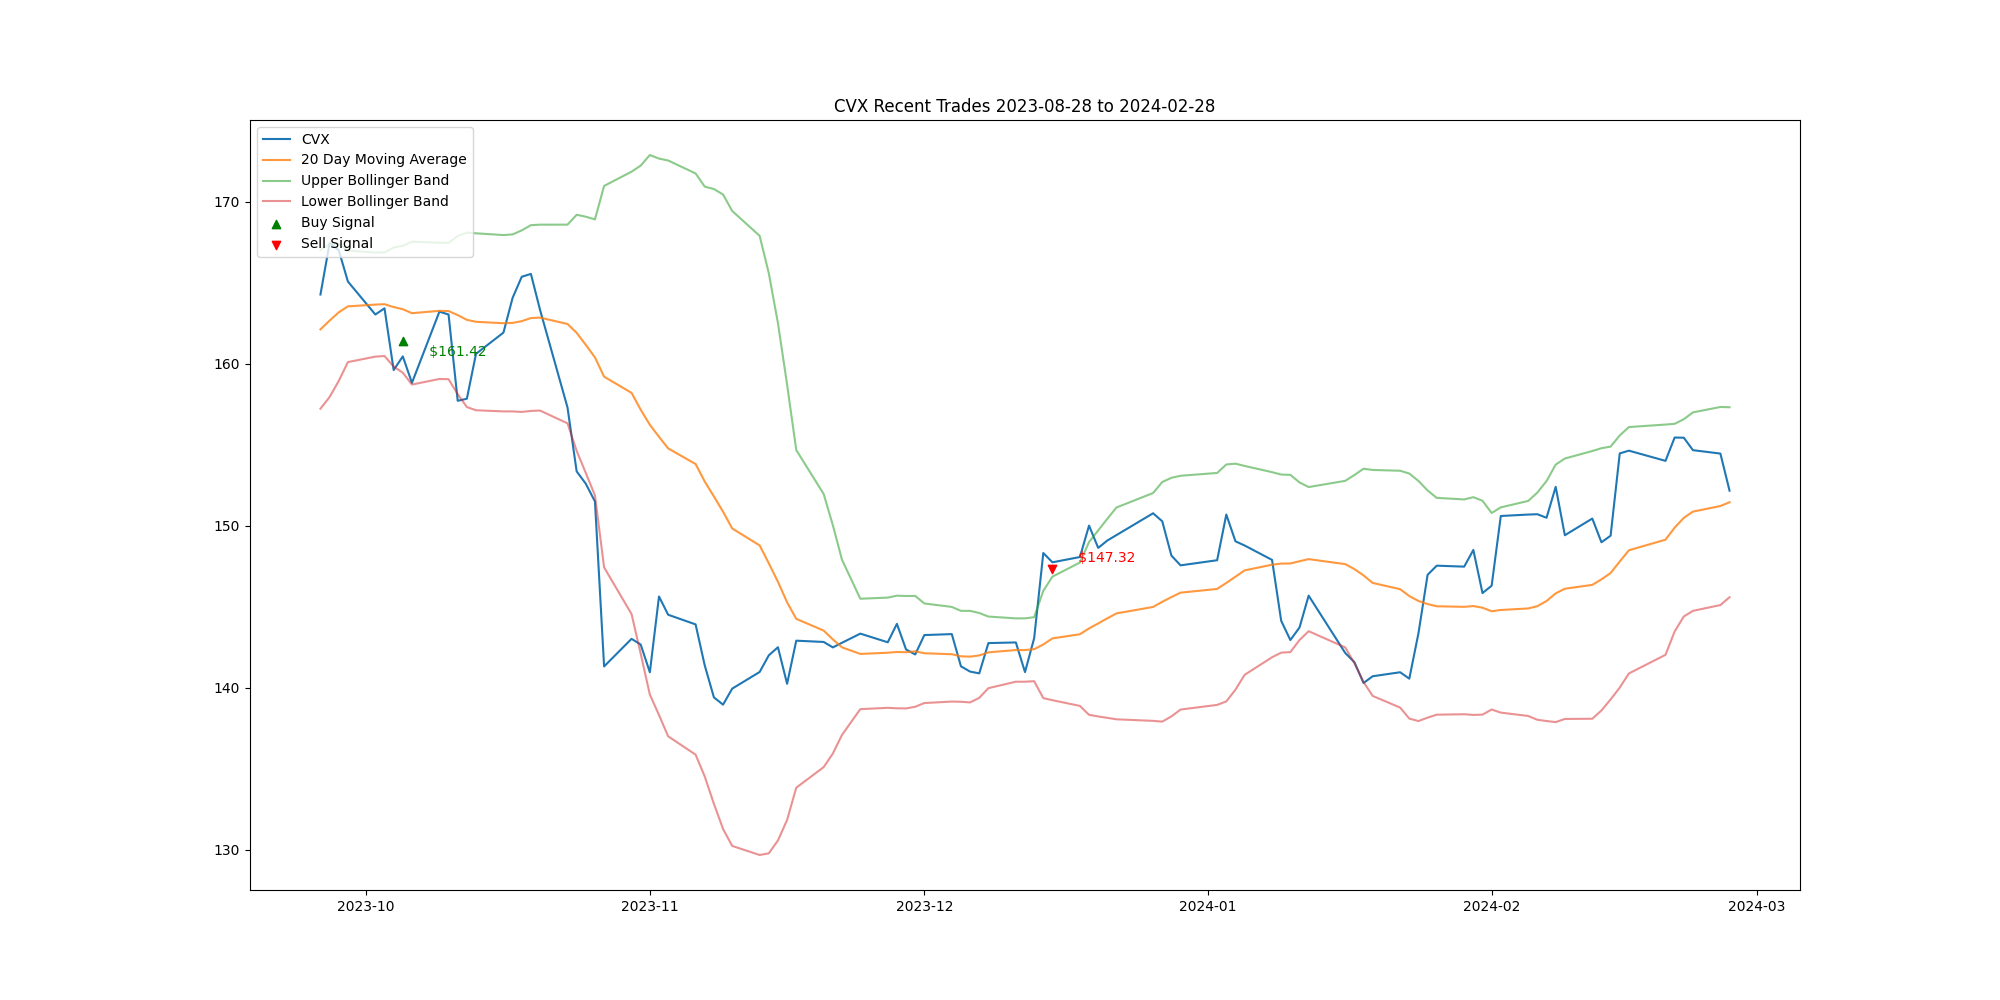 CVX Recent Trades 2023-08-28 to 2024-02-28
CVX
20 Day Moving Average
Upper Bollinger Band
Lower Bollinger Band
Buy Signal
Sell Signal
170
160
150
140
130
$161.42
$147.32
2023-10
2023-11
2023-12
2024-01
2024-02
2024-03